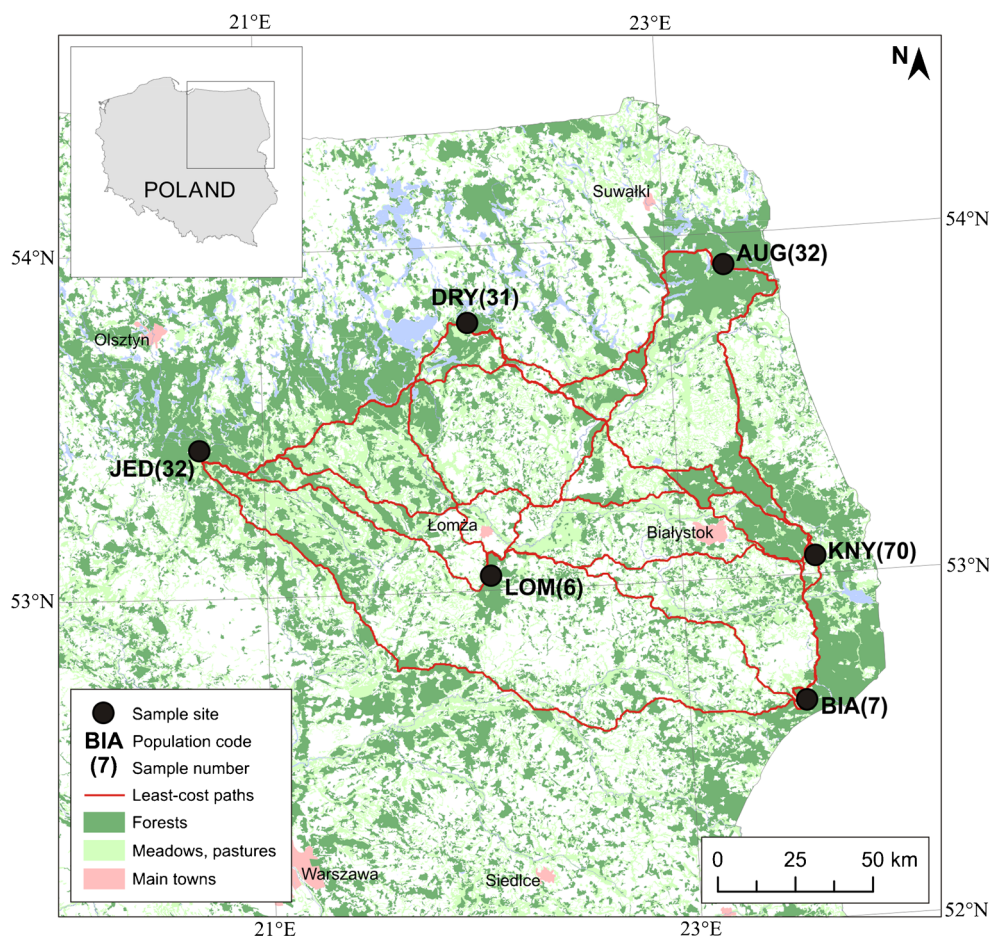 21°E
23°E
N
POLAND
Suwałki
54°N
54°N
AUG(32)
DRY(31)
Olsztyn
JED(32)
Łomża
Białystok
KNY(70)
53°N
LOM(6)
53°N
BIA(7)
Sample site
BIA Population code
(7) Sample number
Least-cost paths
Forests
Meadows, pastures
Main towns
Warszawa
Siedlce
0 25 50 km
52°N
21°E
23°E